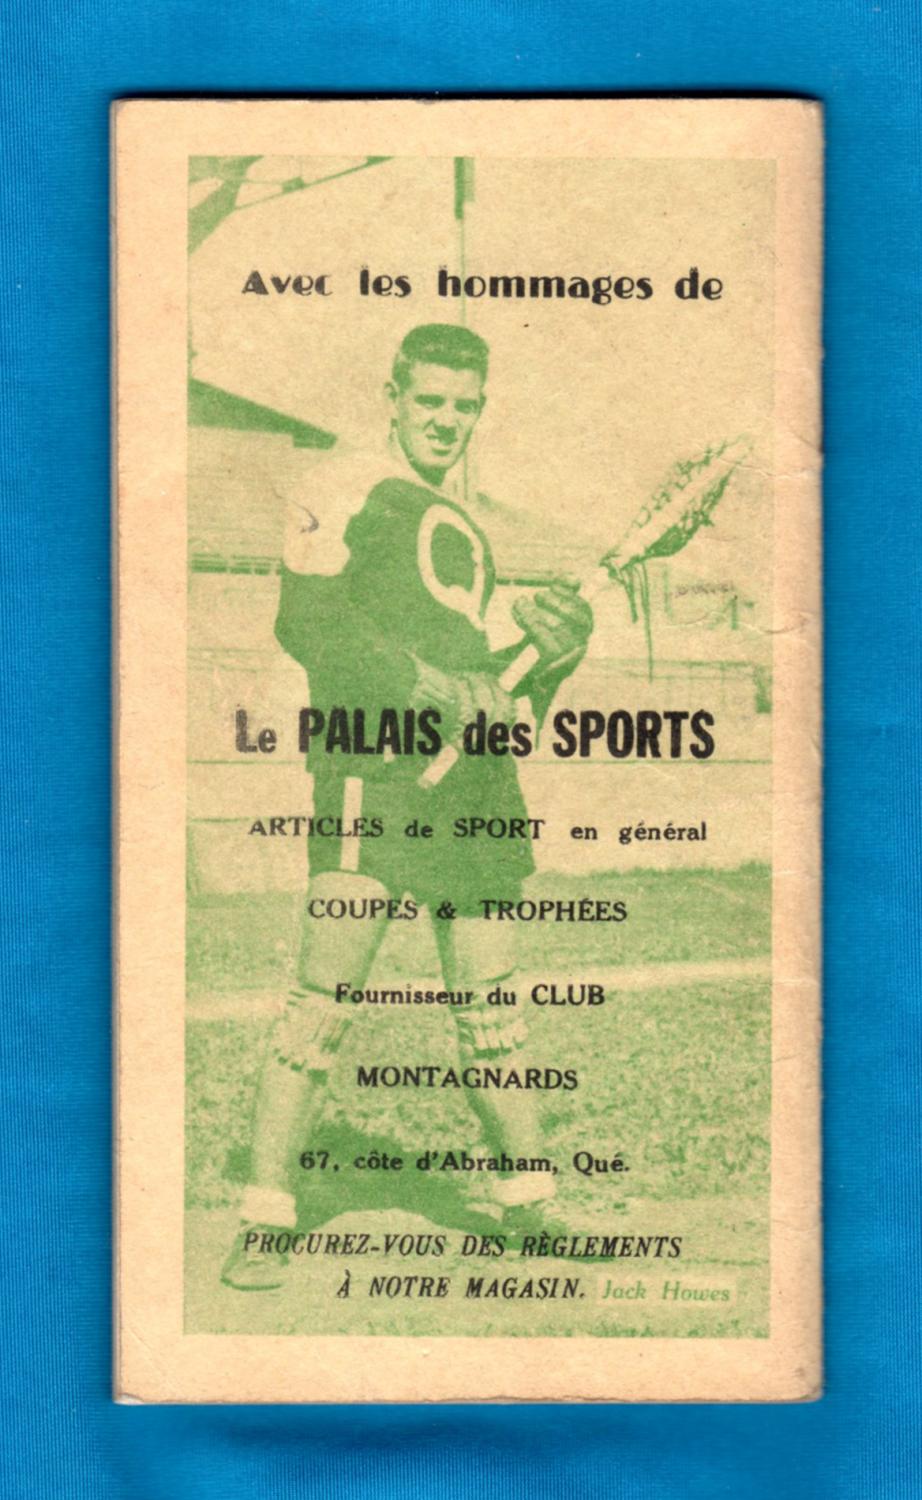 Avec les hommages de
Q
Le PALAIS des SPORTS
ARTICLES de SPORT en général
COUPES & TROPHÉES
Fournisseur du CLUB
MONTAGNARDS
67, côte d'Abraham, Qué.
PROCUREZ-VOUS DES RÈGLEMENTS
À NOTRE MAGASIN. Jack Howes